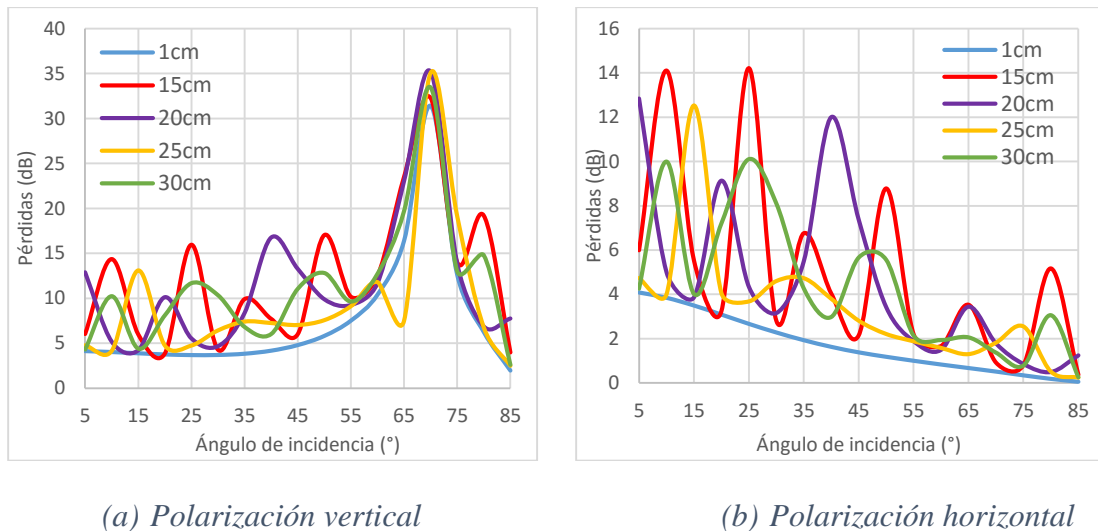 40
35
30
25
20
15
10
5
0
Pérdidas (dB)
1cm
15cm
20cm
25cm
30cm
5 15 25 35 45 55 65 75 85
Ángulo de incidencia (°)
(a) Polarización vertical
16
14
12
10
8
6
4
2
0
Pérdidas (dB)
1cm
15cm
20cm
25cm
30cm
5 15 25 35 45 55 65 75 85
Ángulo de incidencia (°)
(b) Polarización horizontal